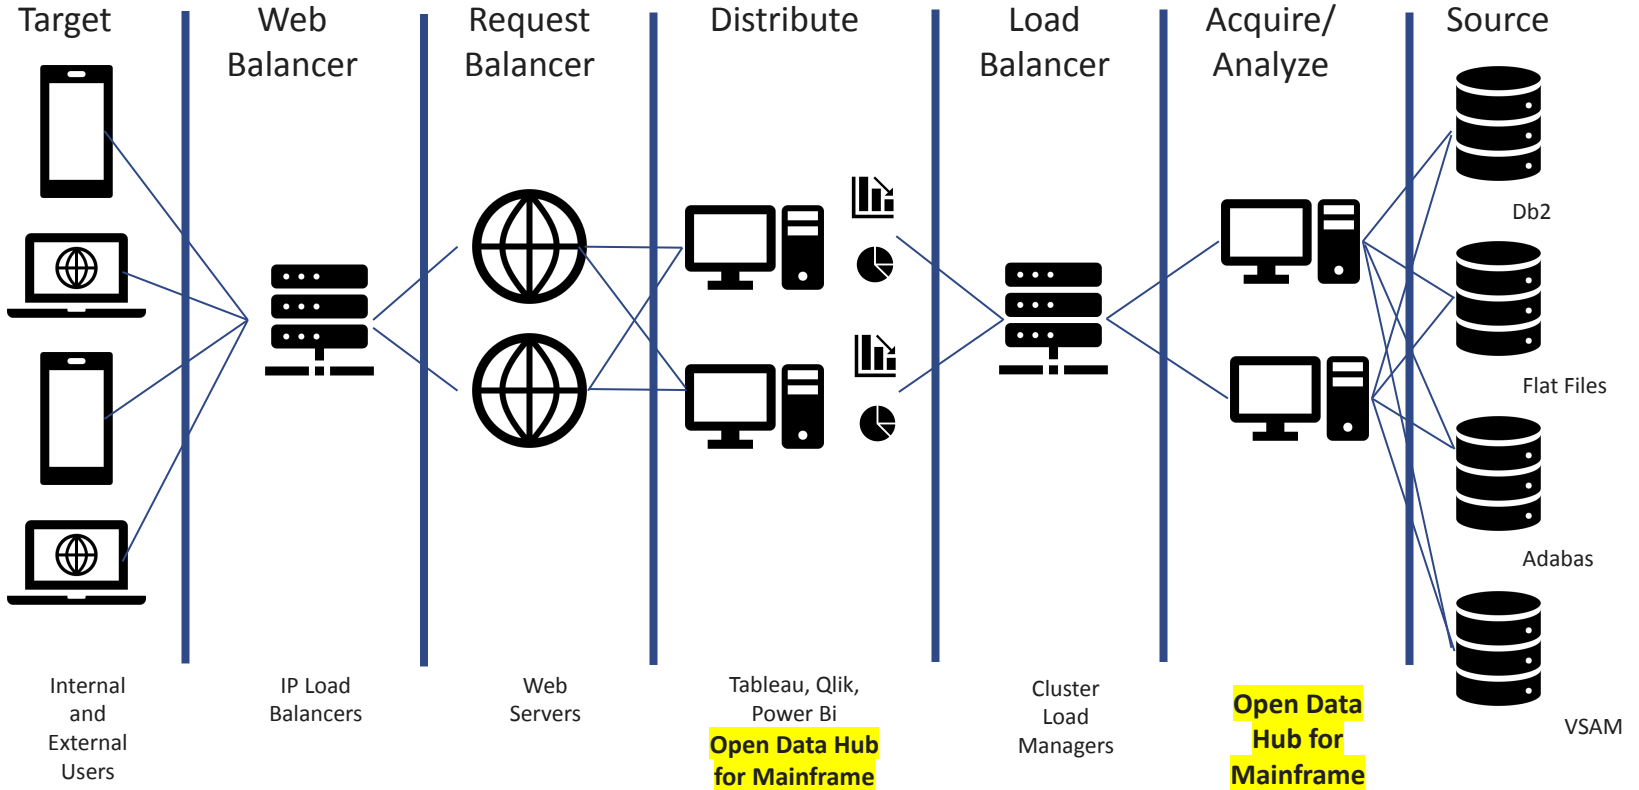 Target
Web
Balancer
Request
Balancer
Distribute
Load
Balancer
Acquire/
Analyze
Source
Db2
Flat Files
Adabas
VSAM
Internal
and
External
Users
IP Load
Balancers
Web
Servers
Tableau, Qlik,
Power Bi
Open Data Hub
for Mainframe
Cluster
Load
Managers
Open Data
Hub for
Mainframe